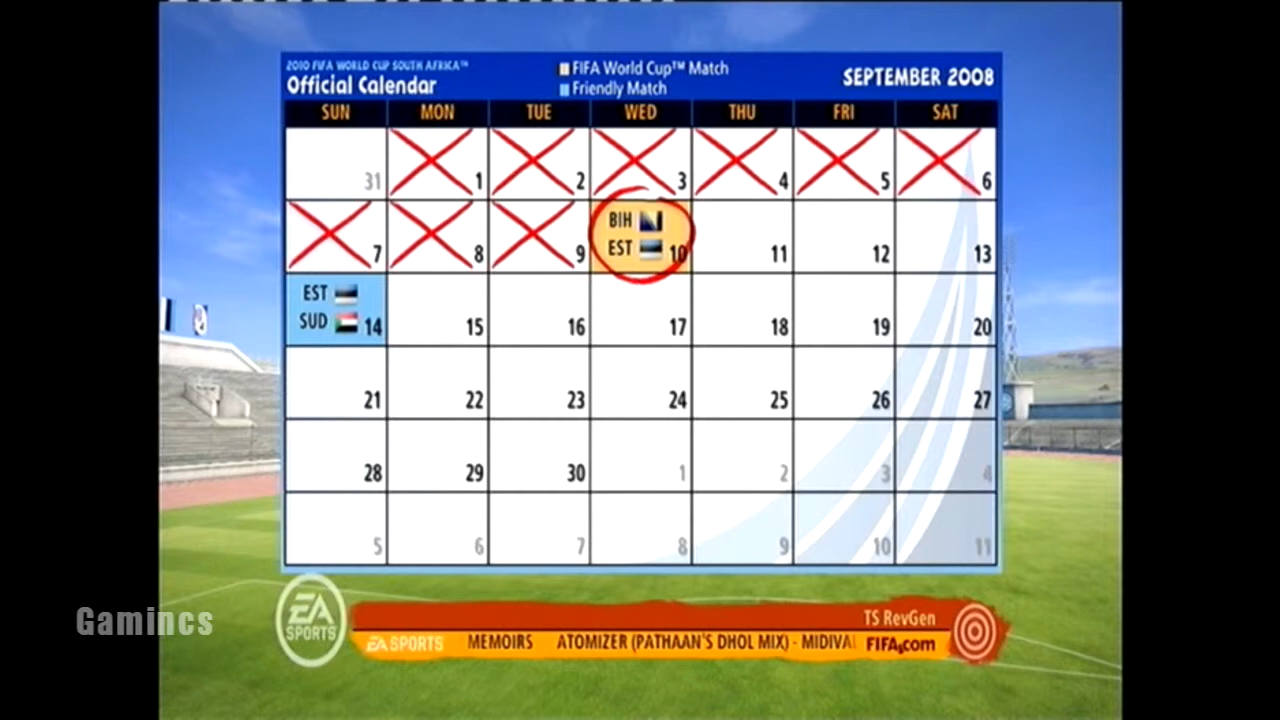 2010 FIFA WORLD CUP SOUTH AFRICA™
Official Calendar
FIFA World Cup™ Match
Friendly Match
SEPTEMBER 2008
SUN MON TUE WED THU FRI SAT
31 1 2 3 4 5 6
7 8 9 BIH EST 10 11 12 13
EST SUD 14 15 16 17 18 19 20
21 22 23 24 25 26 27
28 29 30 1 2 3 4
5 6 7 8 9 10 11
Gamincs
EA SPORTS
TS RevGen
EA SPORTS MEMOIRS ATOMIZER (PATHAAN'S DHOL MIX) - MIDIVAL FIFA.com